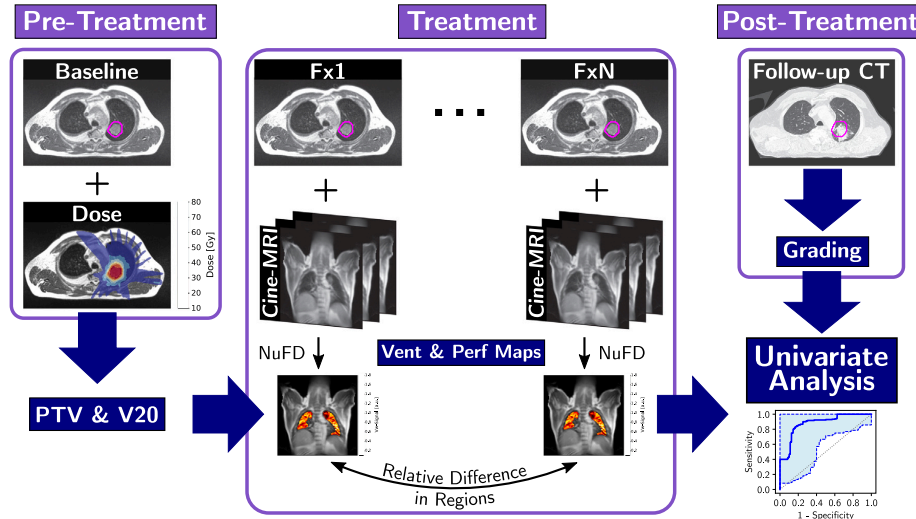 Pre-Treatment
Treatment
Post-Treatment
Baseline
+
Dose
80
70
60
50
40
30
20
10
Dose [Gy]
PTV & V20
Fx1
...
FxN
+
+
Cine-MRI
Cine-MRI
NuFD
Vent & Perf Maps
NuFD
Relative Difference
in Regions
Follow-up CT
Grading
Univariate
Analysis
1.0
0.8
0.6
0.4
0.2
0.0
Sensitivity
0.0 0.2 0.4 0.6 0.8 1.0
1 - Specificity